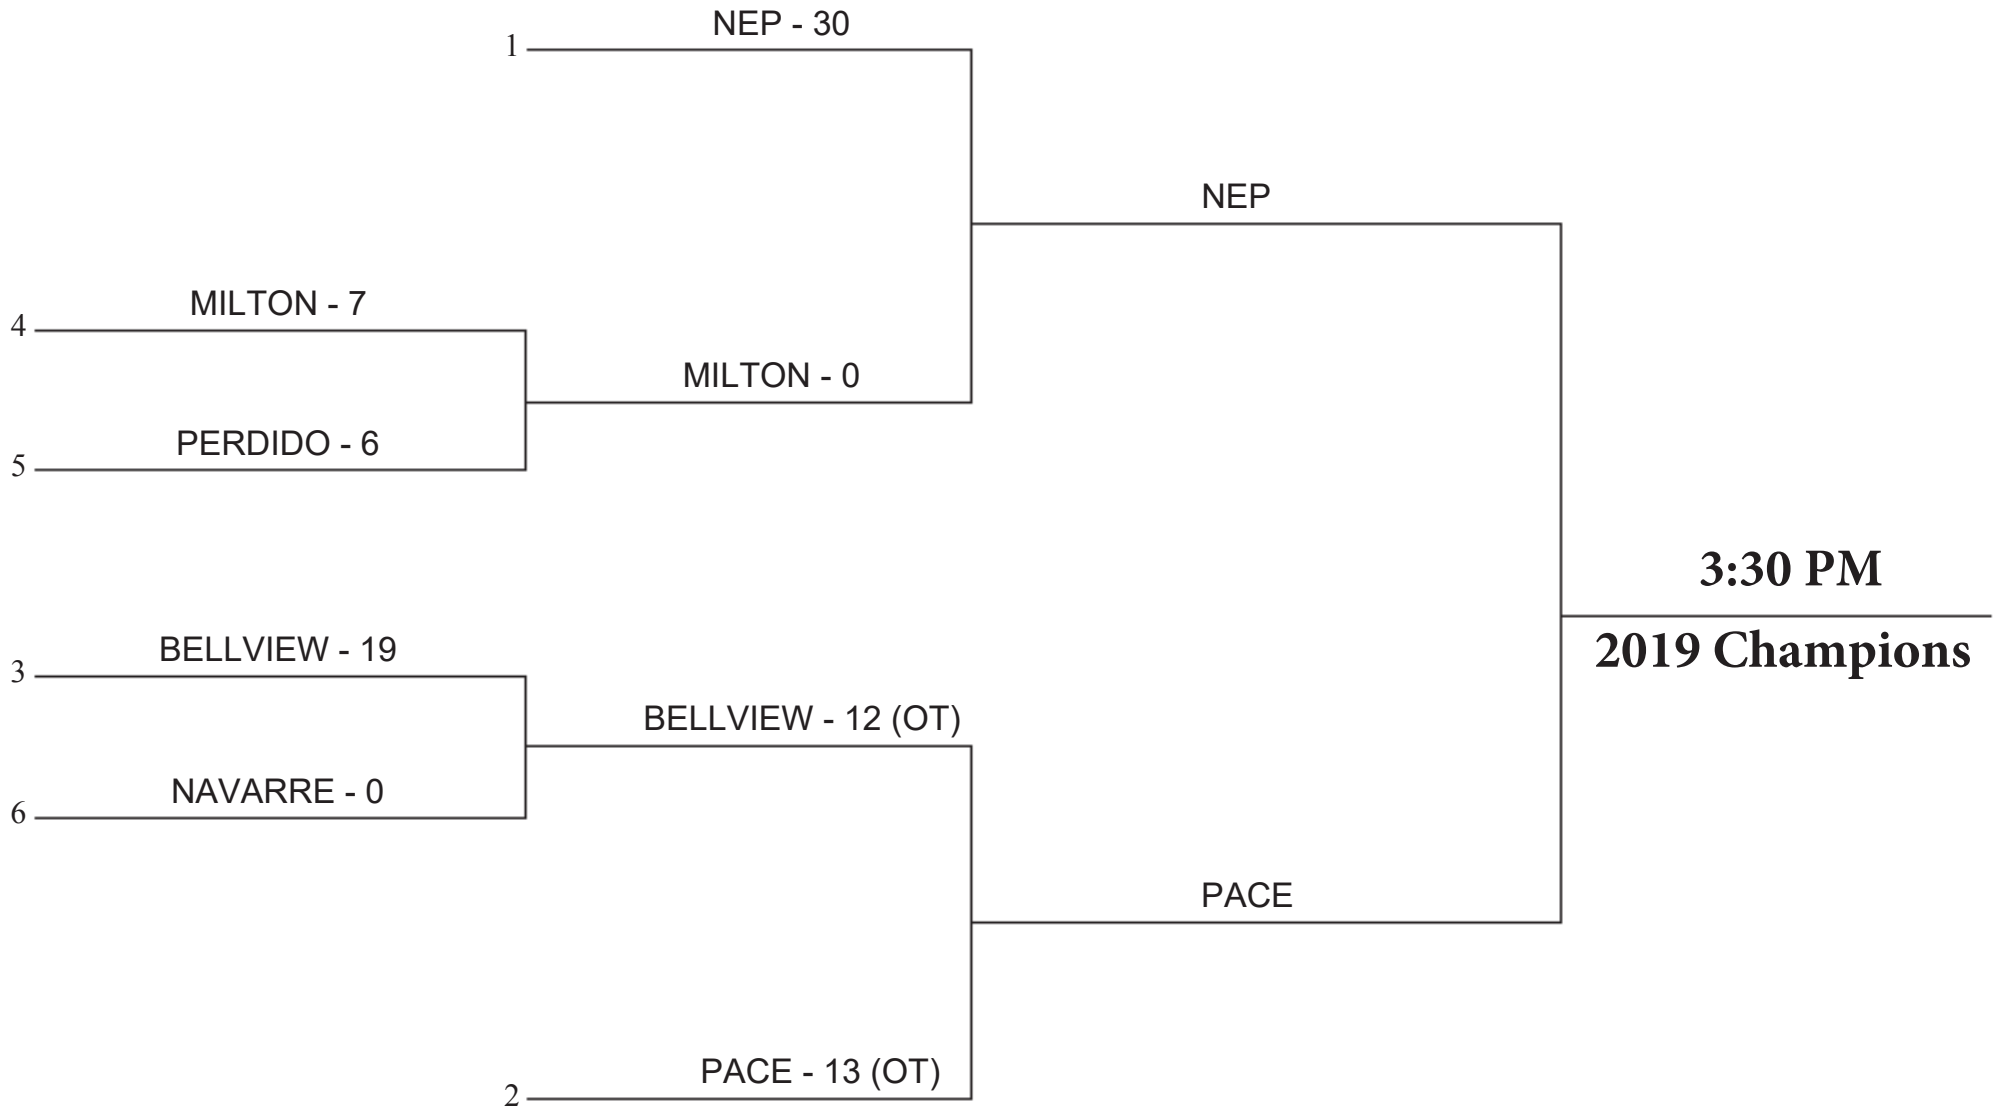 NEP - 30
1
NEP
MILTON - 7
4
MILTON - 0
PERDIDO - 6
5
3:30 PM
2019 Champions
BELLVIEW - 19
3
BELLVIEW - 12 (OT)
NAVARRE - 0
6
PACE
PACE - 13 (OT)
2